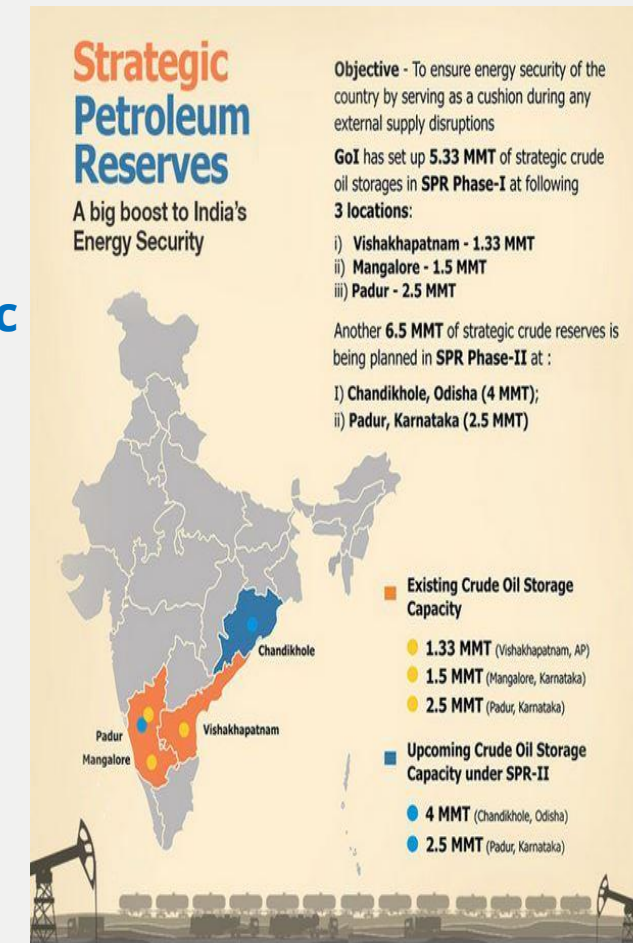 Strategic
Petroleum
Reserves
A big boost to India's
Energy Security
Objective - To ensure energy security of the
country by serving as a cushion during any
external supply disruptions
GoI has set up 5.33 MMT of strategic crude
oil storages in SPR Phase-I at following
3 locations:
i) Vishakhapatnam - 1.33 MMT
ii) Mangalore - 1.5 MMT
iii) Padur - 2.5 MMT
Another 6.5 MMT of strategic crude reserves is
being planned in SPR Phase-II at :
I) Chandikhole, Odisha (4 MMT);
ii) Padur, Karnataka (2.5 MMT)
c
Chandikhole
Padur
Vishakhapatnam
Mangalore
Existing Crude Oil Storage
Capacity
1.33 MMT (Vishakhapatnam, AP)
1.5 MMT (Mangalore, Karnataka)
2.5 MMT (Padur, Karnataka)
Upcoming Crude Oil Storage
Capacity under SPR-II
4 MMT (Chandikhole, Odisha)
2.5 MMT (Padur, Karnataka)